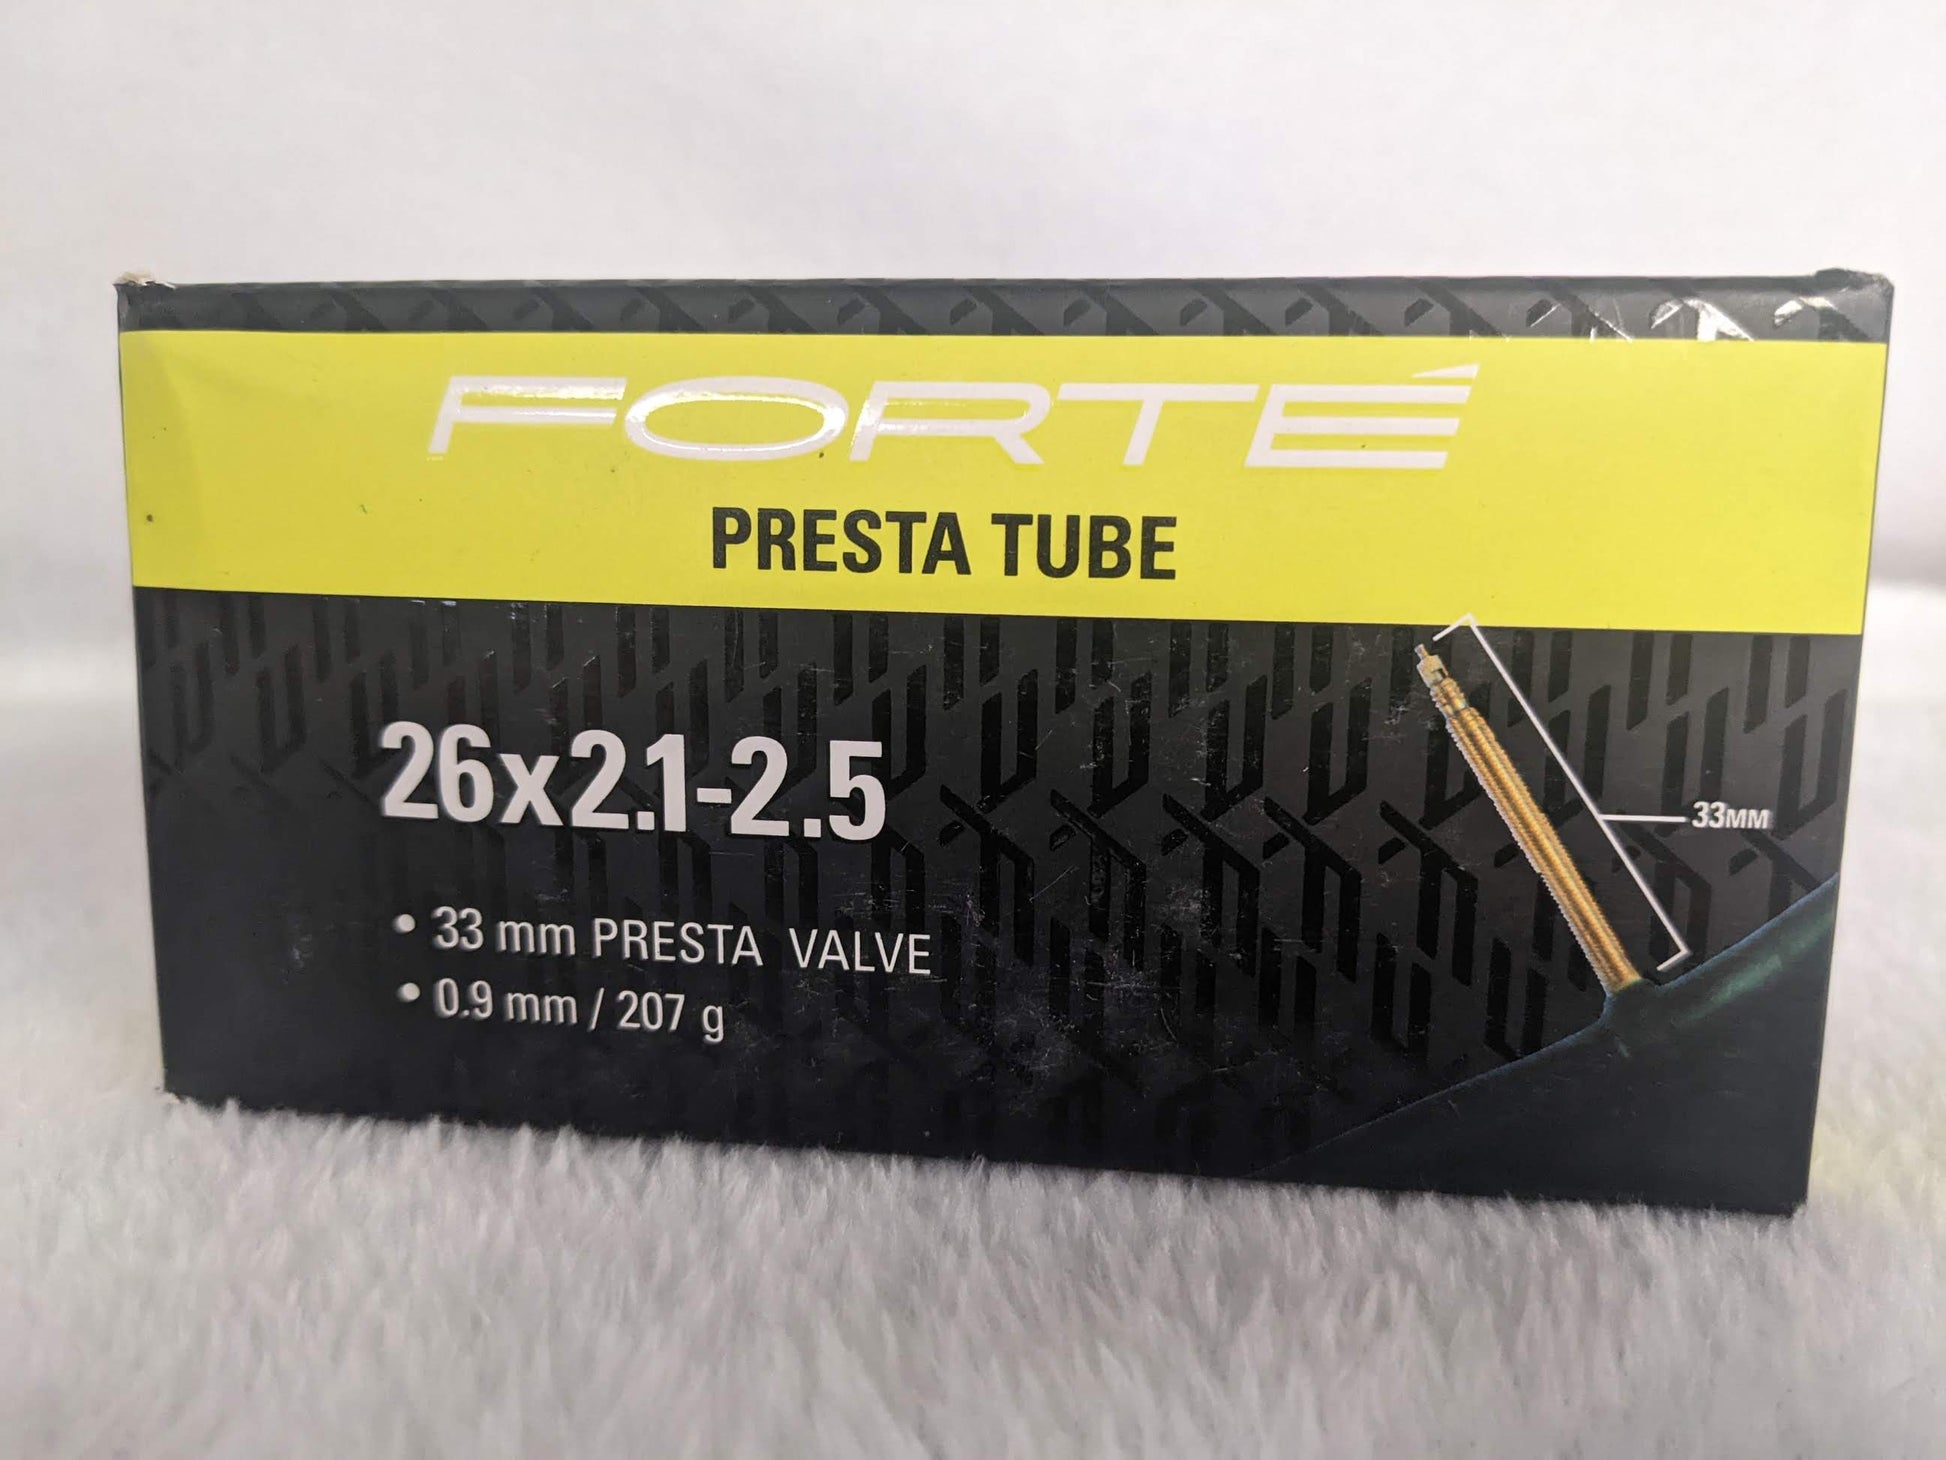 FORTÉ
PRESTA TUBE
26x2.1-2.5
33MM
• 33 mm PRESTA VALVE
• 0.9 mm / 207 g